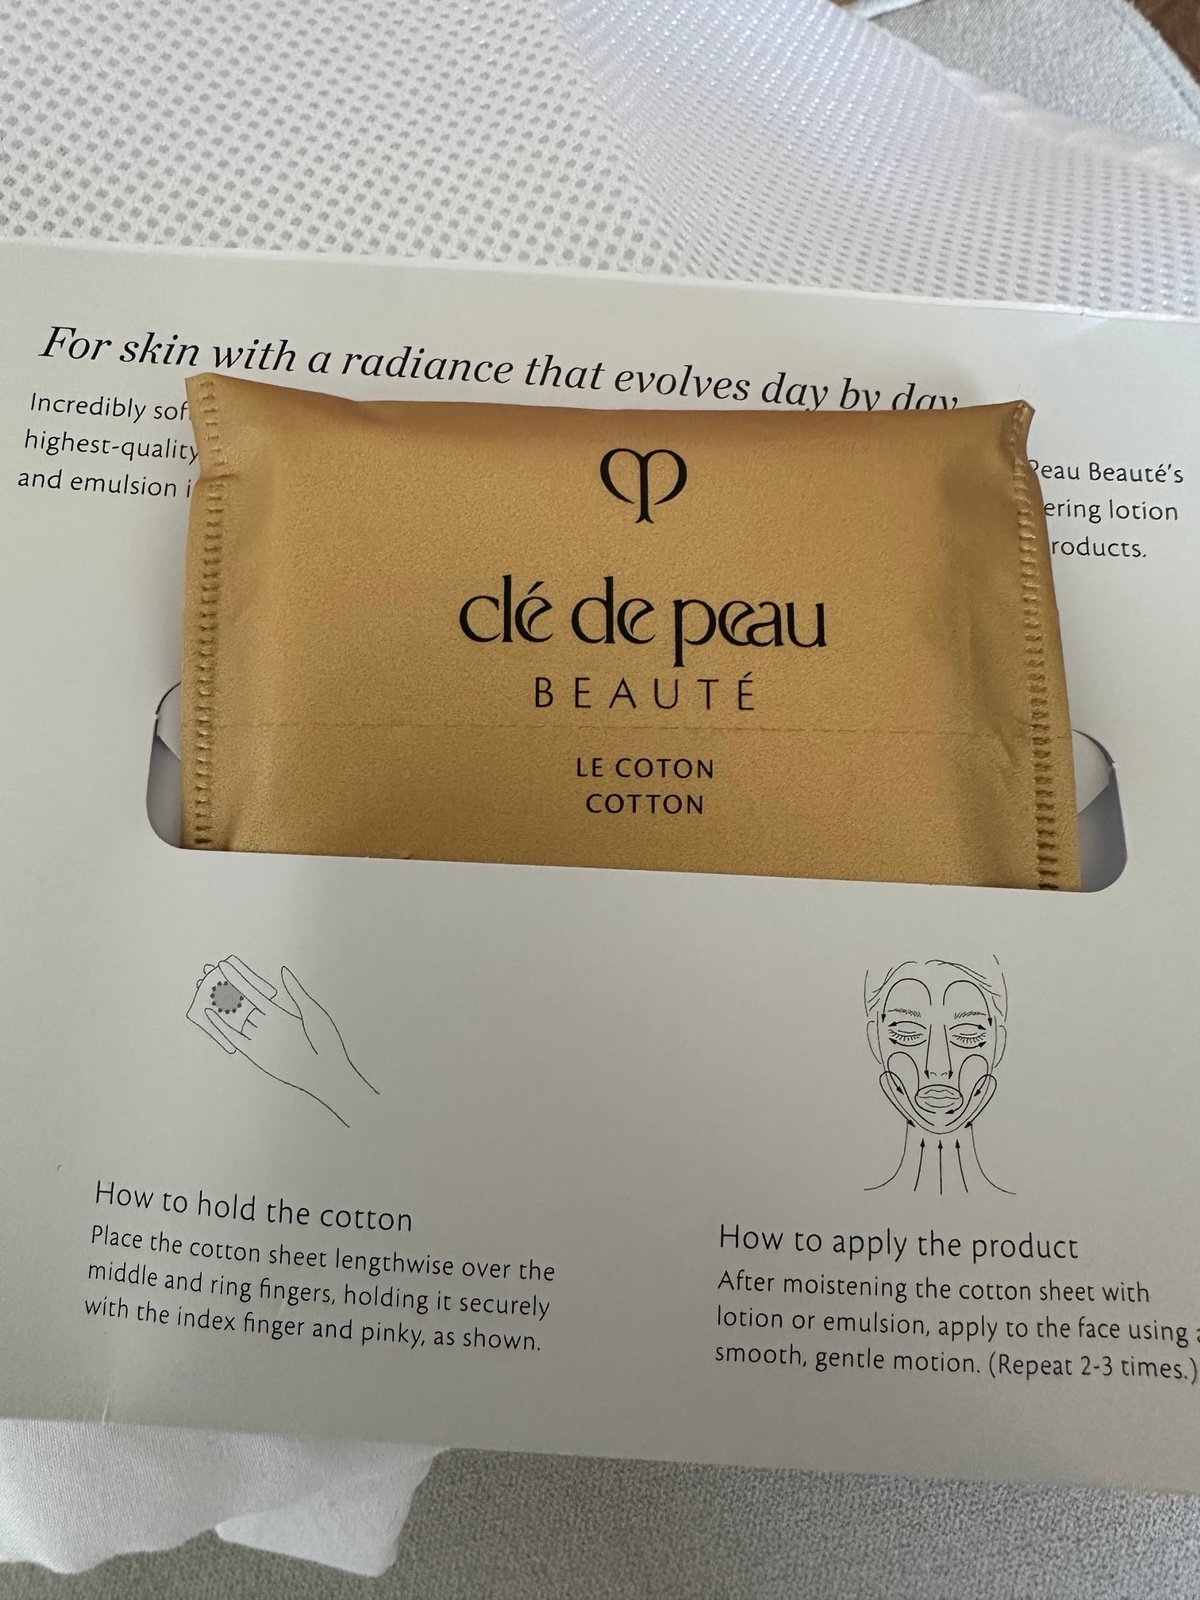 For skin with a radiance that evolves day by day
Incredibly
highest-quality
and emulsion
Beauté's
lotion
clé de peau
BEAUTÉ
LE COTON
COTTON
How to hold the cotton
Place the cotton sheet lengthwise over the
middle and ring fingers, holding it securely
with the index finger and pinky, as shown.
How to apply the product
After moistening the cotton sheet with
lotion or emulsion, apply to the face using
smooth, gentle motion. (Repeat 2-3 times.)